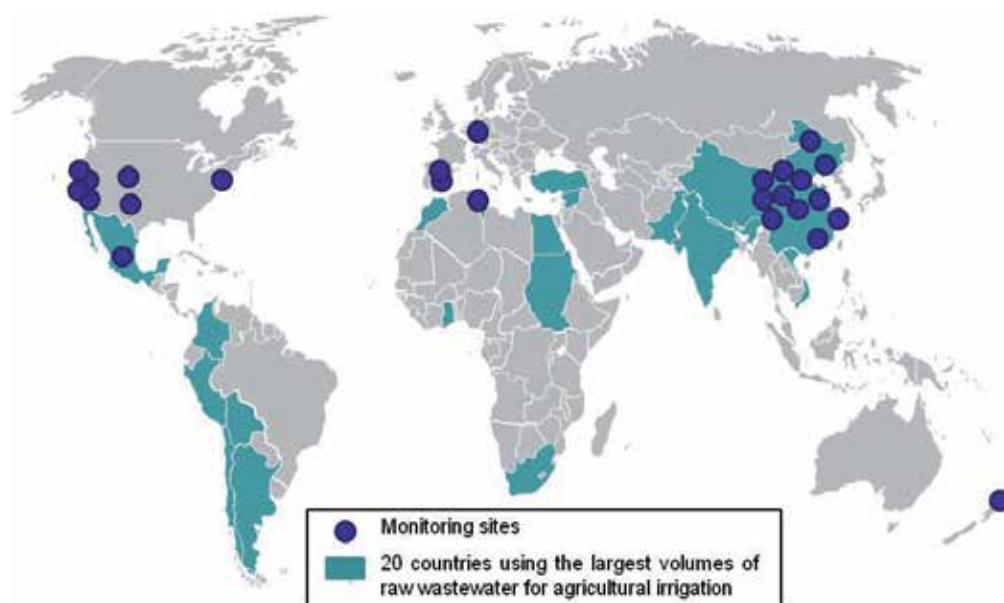 Monitoring sites
20 countries using the largest volumes of
raw wastewater for agricultural irrigation